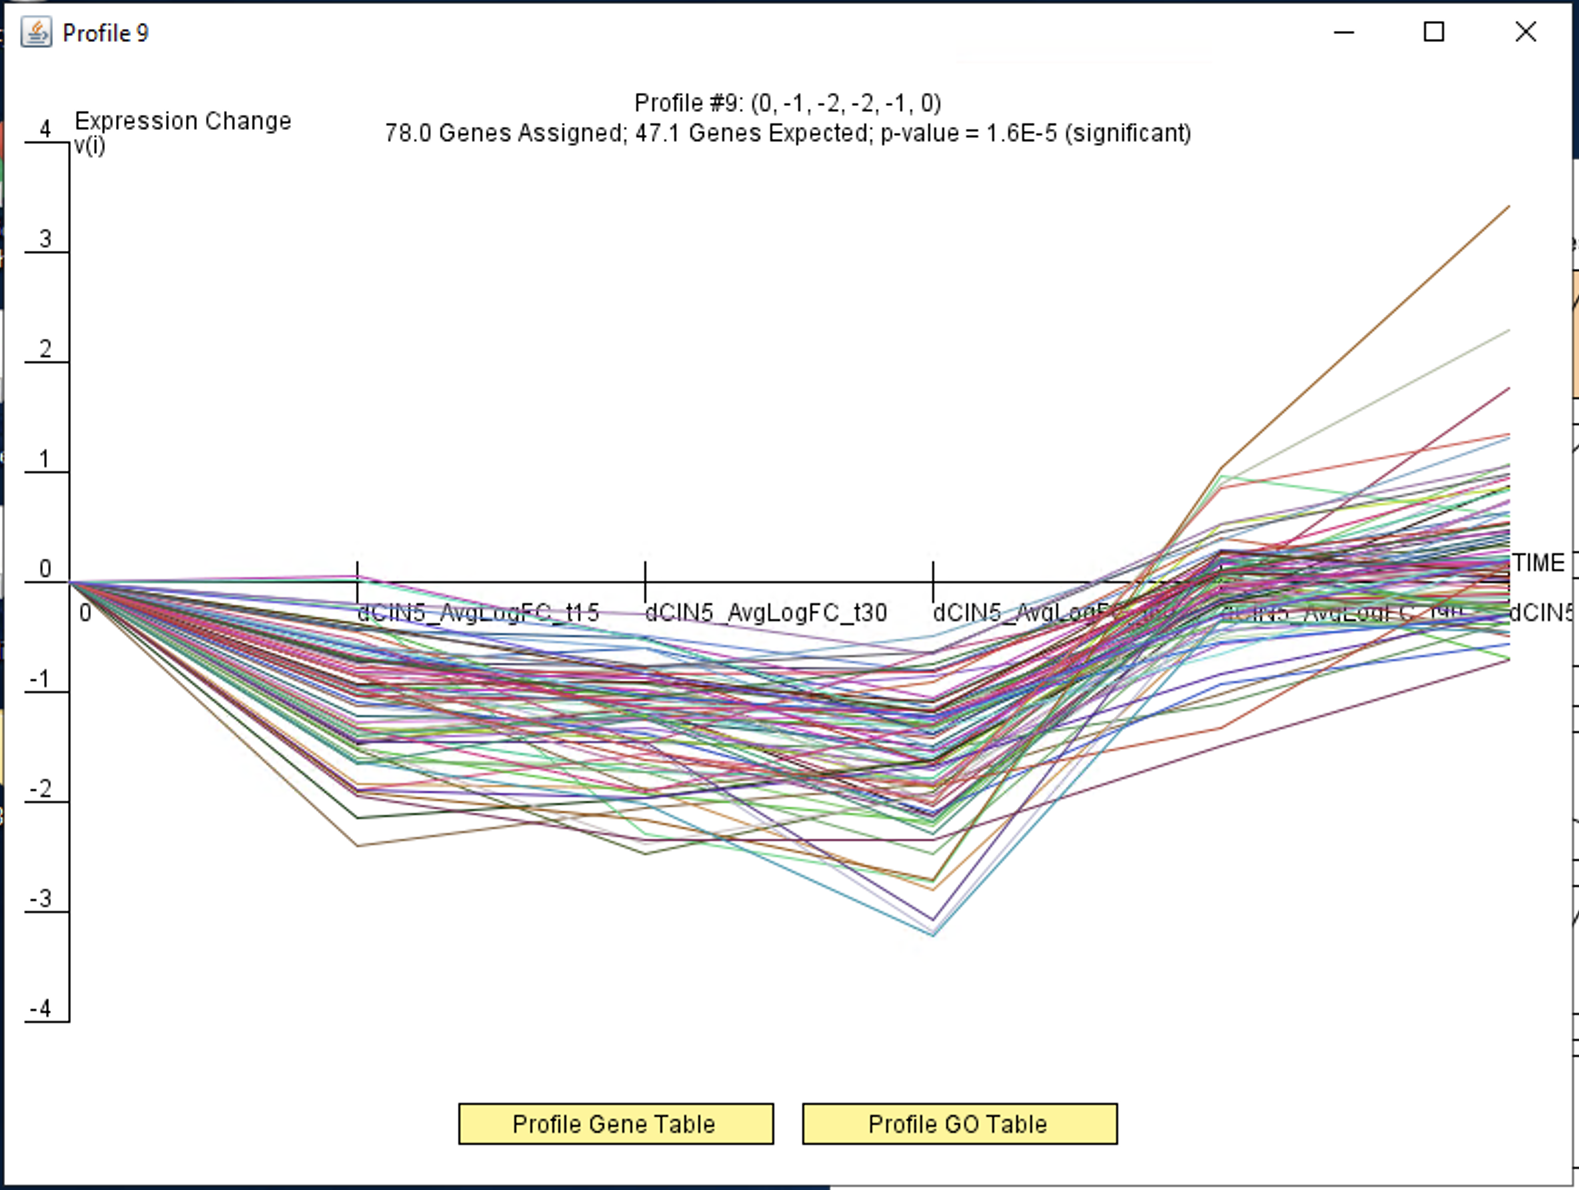 Profile 9
Profile #9: (0, -1, -2, -2, -1, 0)
78.0 Genes Assigned; 47.1 Genes Expected; p-value = 1.6E-5 (significant)
Expression Change
v(i)
4
3
2
1
0
-1
-2
-3
-4
TIME
0
dCIN5_AvgLogFC_t15
dCIN5_AvgLogFC_t30
dCIN5
Profile Gene Table
Profile GO Table